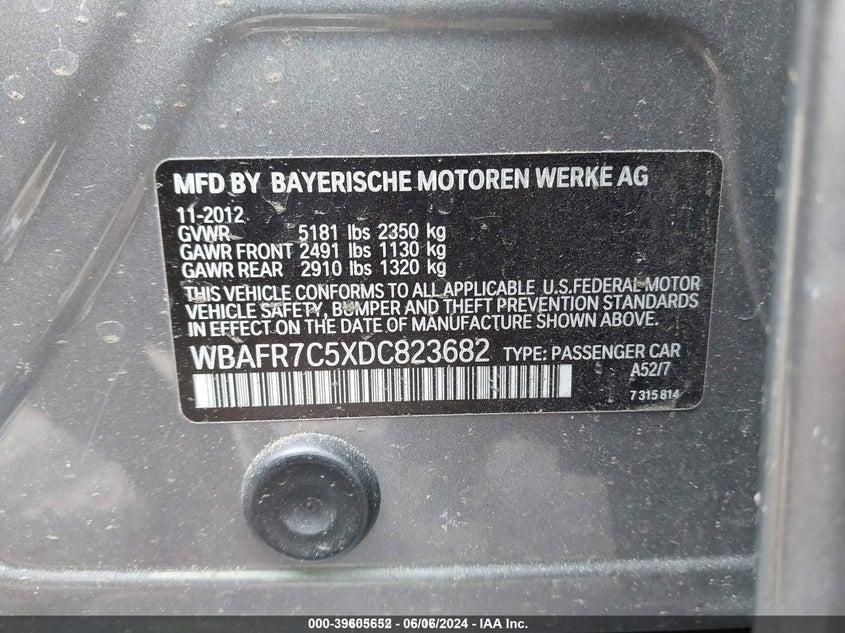 MFD BY BAYERISCHE MOTOREN WERKE AG
11-2012
GVWR 5181 lbs 2350 kg
GAWR FRONT 2491 lbs 1130 kg
GAWR REAR 2910 lbs 1320 kg
THIS VEHICLE CONFORMS TO ALL APPLICABLE U.S.FEDERAL MOTOR
VEHICLE SAFETY, BUMPER AND THEFT PREVENTION STANDARDS
IN EFFECT ON THE DATE OF MANUFACTURE SHOWN ABOVE.
WBAFR7C5XDC823682 TYPE: PASSENGER CAR
A52/7
7 315 814
000-39605652 - 06/06/2024 - IAA Inc.